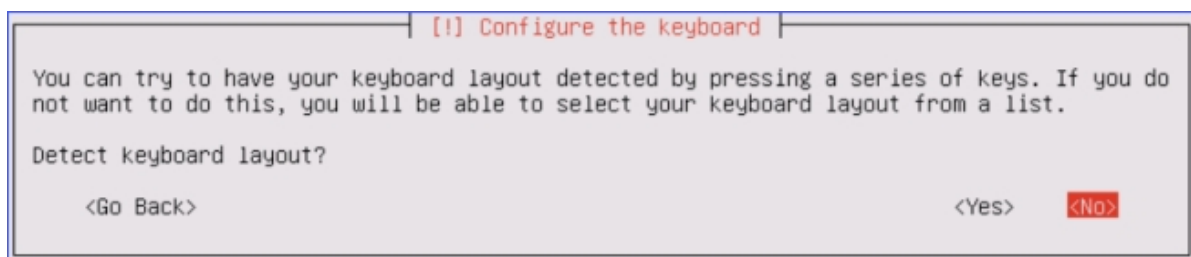 [!] Configure the keyboard
You can try to have your keyboard layout detected by pressing a series of keys. If you do
not want to do this, you will be able to select your keyboard layout from a list.
Detect keyboard layout?
<Go Back> <Yes> <No>